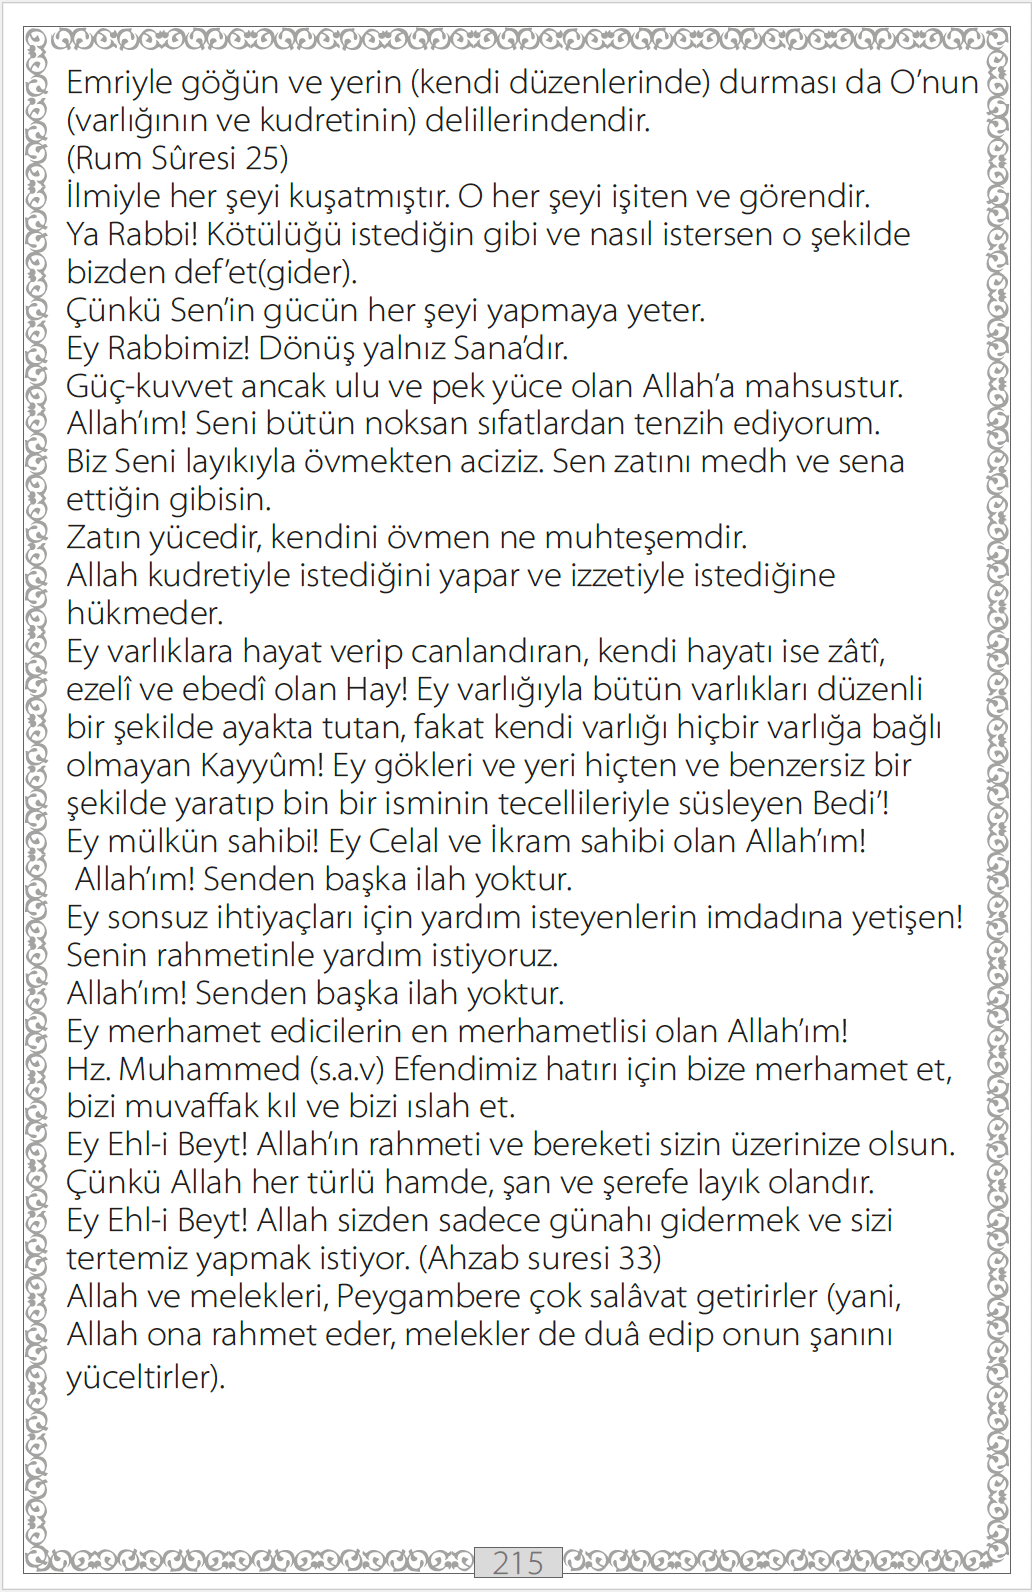 Emriyle göğün ve yerin (kendi düzenlerinde) durması da O’nun
(varlığının ve kudretinin) delillerindendir.
(Rum Sûresi 25)
İlmiyle her şeyi kuşatmıştır. O her şeyi işiten ve görendir.
Ya Rabbi! Kötülüğü istediğin gibi ve nasıl istersen o şekilde
bizden def’et(gider).
Çünkü Sen’in gücün her şeyi yapmaya yeter.
Ey Rabbimiz! Dönüş yalnız Sana’dır.
Güç-kuvvet ancak ulu ve pek yüce olan Allah’a mahsustur.
Allah’ım! Seni bütün noksan sıfatlardan tenzih ediyorum.
Biz Seni layıkıyla övmekten aciziz. Sen zatını medh ve sena
ettiğin gibisin.
Zatın yücedir, kendini övmen ne muhteşemdir.
Allah kudretiyle istediğini yapar ve izzetiyle istediğine
hükmeder.
Ey varlıklara hayat verip canlandıran, kendi hayatı ise zâtî,
ezelî ve ebedî olan Hay! Ey varlığıyla bütün varlıkları düzenli
bir şekilde ayakta tutan, fakat kendi varlığı hiçbir varlığa bağlı
olmayan Kayyûm! Ey gökleri ve yeri hiçten ve benzersiz bir
şekilde yaratıp bin bir isminin tecellileriyle süsleyen Bedi’!
Ey mülkün sahibi! Ey Celal ve İkram sahibi olan Allah’ım!
Allah’ım! Senden başka ilah yoktur.
Ey sonsuz ihtiyaçları için yardım isteyenlerin imdadına yetişen!
Senin rahmetinle yardım istiyoruz.
Allah’ım! Senden başka ilah yoktur.
Ey merhamet edicilerin en merhametlisi olan Allah’ım!
Hz. Muhammed (s.a.v) Efendimiz hatırı için bize merhamet et,
bizi muvaffak kıl ve bizi ıslah et.
Ey Ehl-i Beyt! Allah’ın rahmeti ve bereketi sizin üzerinize olsun.
Çünkü Allah her türlü hamde, şan ve şerefe layık olandır.
Ey Ehl-i Beyt! Allah sizden sadece günahı gidermek ve sizi
tertemiz yapmak istiyor. (Ahzab suresi 33)
Allah ve melekleri, Peygambere çok salâvat getirirler (yani,
Allah ona rahmet eder, melekler de duâ edip onun şanını
yüceltirler).
215